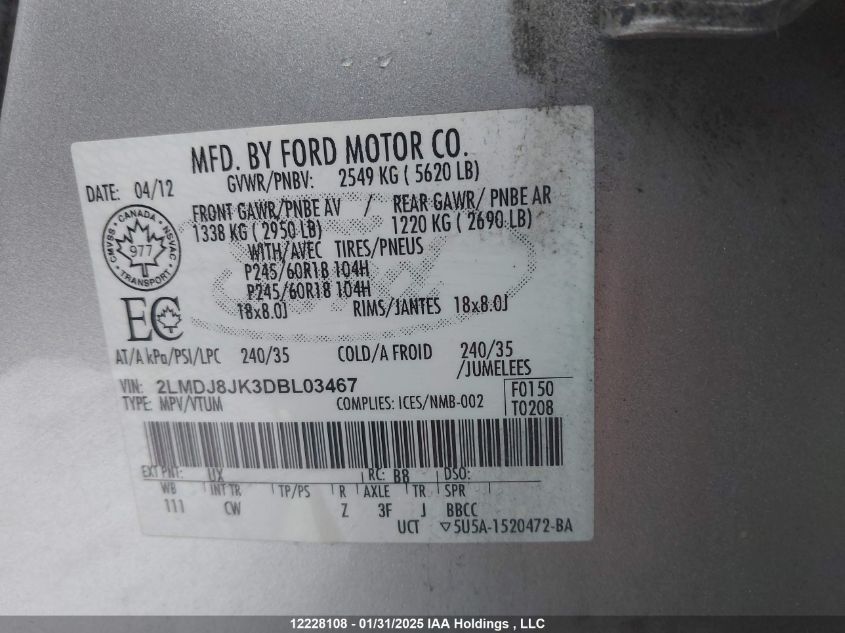 MFD. BY FORD MOTOR CO.
DATE: 04/12 GVWR/PNBV: 2549 KG ( 5620 LB)
FRONT GAWR/PNBE AV / REAR GAWR/ PNBE AR
1338 KG ( 2950 LB) 1220 KG ( 2690 LB)
WITH/AVEC TIRES/PNEUS
P245/60R18 104H
P245/60R18 104H
18x8.0J RIMS/JANTES 18x8.0J
CMVSS • CANADA • NSVAC • TRANSPORT •
977
EC
AT/A kPa/PSI/LPC 240/35 COLD/A FROID 240/35
/JUMELEES
VIN: 2LMDJ8JK3DBL03467 F0150
TYPE: MPV/VTUM COMPLIES: ICES/NMB-002 T0208
EXT PNT: UX RC: B8 DSO:
WB INT TR TP/PS R AXLE TR SPR
111 CW Z 3F J BBCC
UCT ▽5U5A-1520472-BA
12228108 - 01/31/2025 IAA Holdings , LLC